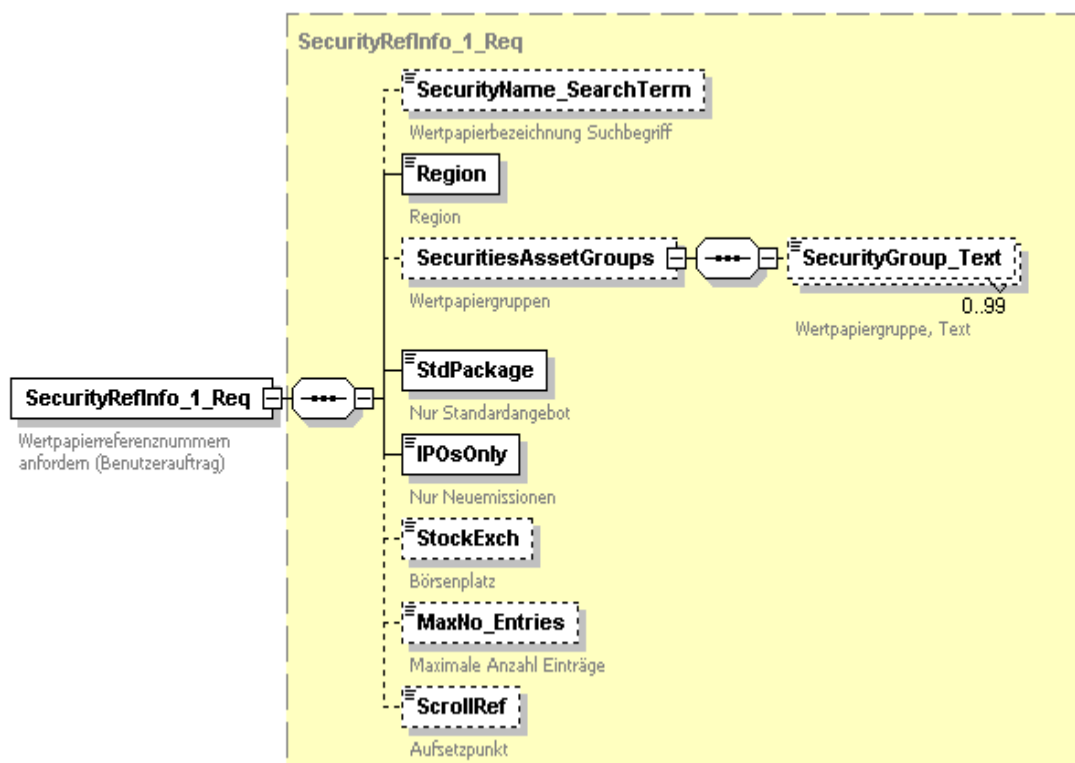 SecurityRefInfo_1_Req
SecurityName_SearchTerm
Wertpapierbezeichnung Suchbegriff
Region
Region
SecuritiesAssetGroups
Wertpapiergruppen
SecurityGroup_Text
0..99
Wertpapiergruppe, Text
StdPackage
Nur Standardangebot
SecurityRefInfo_1_Req
Wertpapierreferenznummern
anfordern (Benutzerauftrag)
IPOsOnly
Nur Neuemissionen
StockExch
Börsenplatz
MaxNo_Entries
Maximale Anzahl Einträge
ScrollRef
Aufsetzpunkt